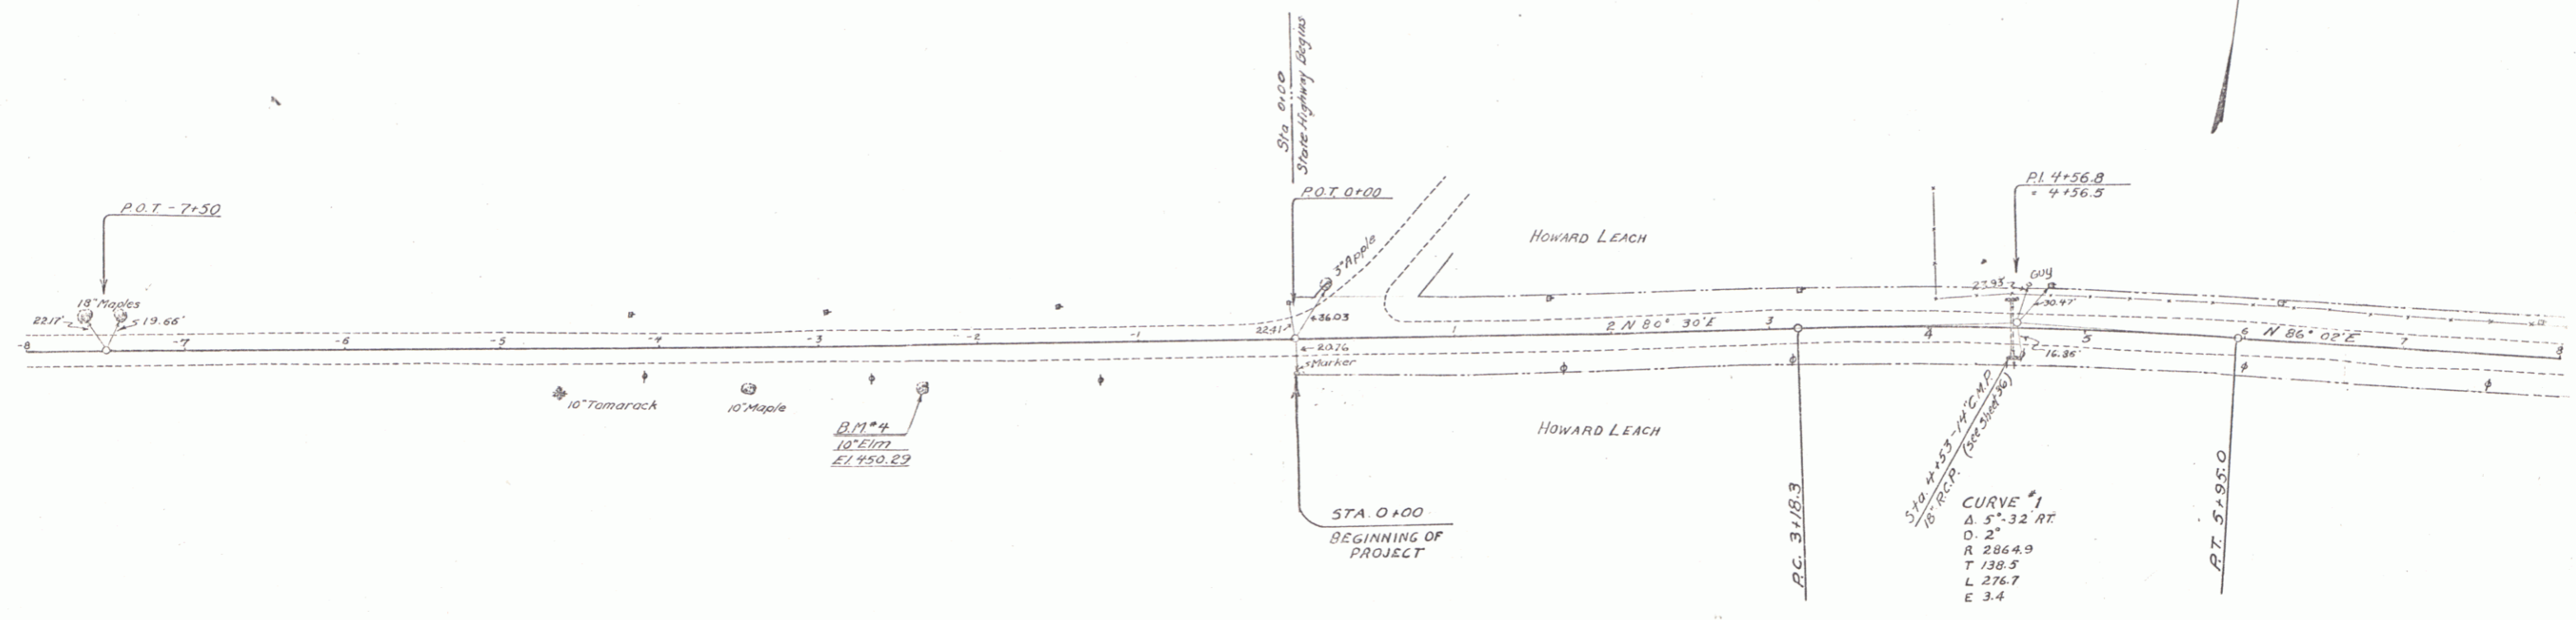 Sta. 0+00
State Highway Begins
P.O.T. -7+50
P.O.T. 0+00
P.I. 4+56.8
= 4+56.5
18" Maples
22.17'
19.66'
3" Apple
HOWARD LEACH
27.93'
Guy
30.47'
22.41
36.03
-8
-7
-6
-5
-4
-3
-2
-1
1
2 N 80° 30' E
3
4
5
6 N 86° 02' E
7
8
20.76
Marker
16.85'
10" Tamarack
10" Maple
B.M. #4
10" Elm
El. 450.29
HOWARD LEACH
STA. 0+00
BEGINNING OF
PROJECT
P.C. 3+18.3
Sta. 4+53-14" C.M.P.
18" R.C.P. (See Sheet 36)
CURVE #1
Δ. 5°-32' RT.
D. 2°
R 2864.9
T 138.5
L 276.7
E 3.4
P.T. 5+95.0